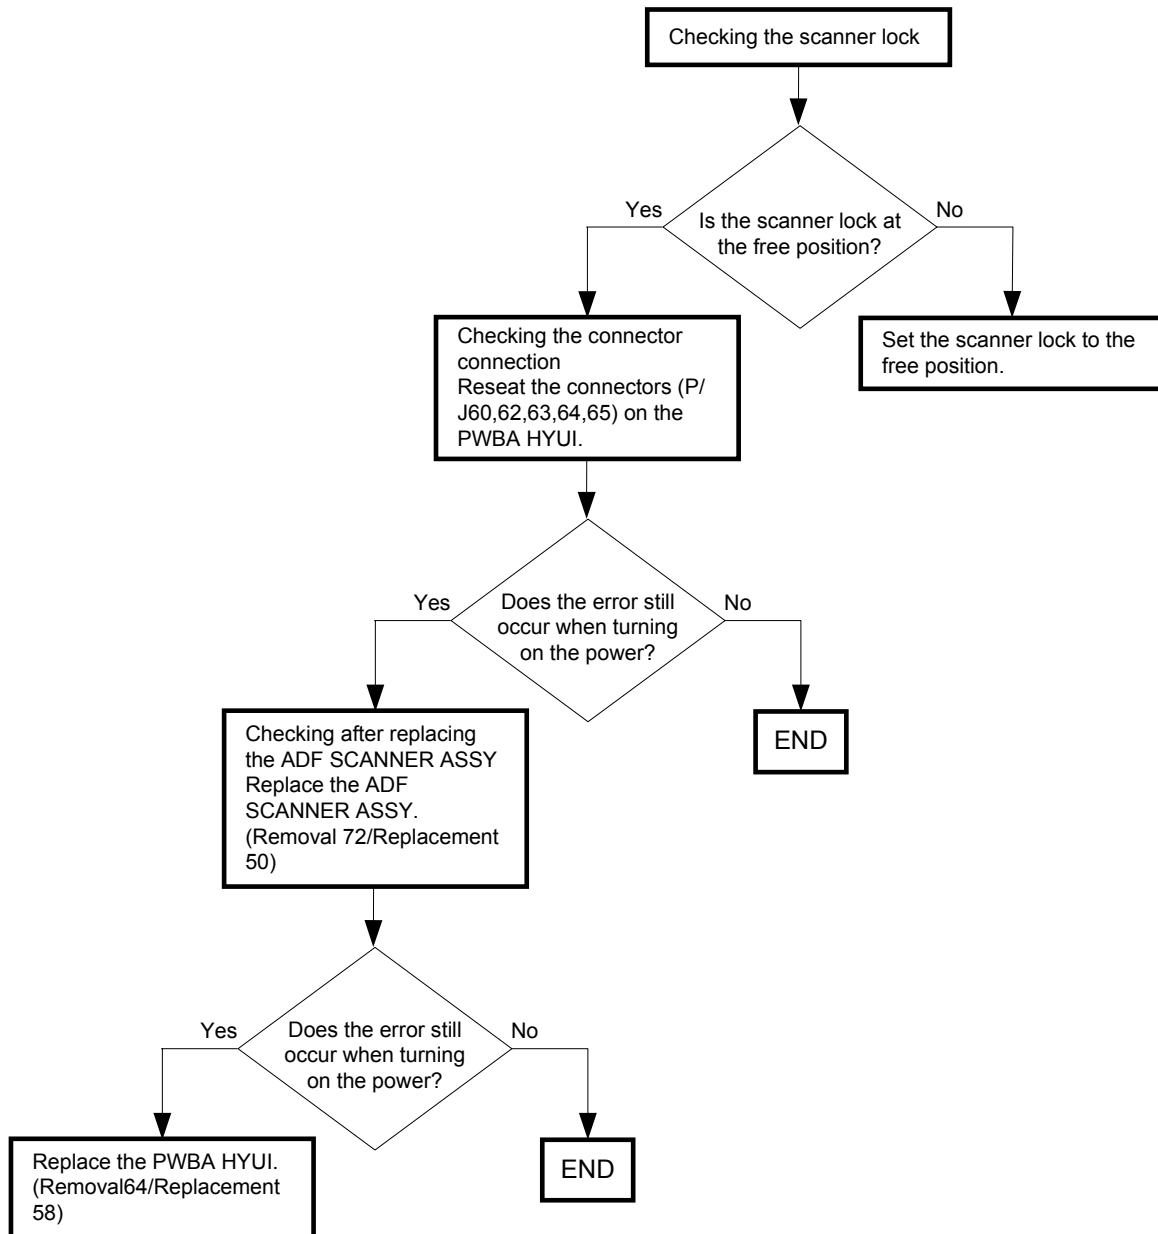 Checking the scanner lock
Yes
Is the scanner lock at
the free position?
No
Checking the connector
connection
Reseat the connectors (P/
J60,62,63,64,65) on the
PWBA HYUI.
Set the scanner lock to the
free position.
Yes
Does the error still
occur when turning
on the power?
No
Checking after replacing
the ADF SCANNER ASSY
Replace the ADF
SCANNER ASSY.
(Removal 72/Replacement
50)
END
Yes
Does the error still
occur when turning
on the power?
No
Replace the PWBA HYUI.
(Removal64/Replacement
58)
END